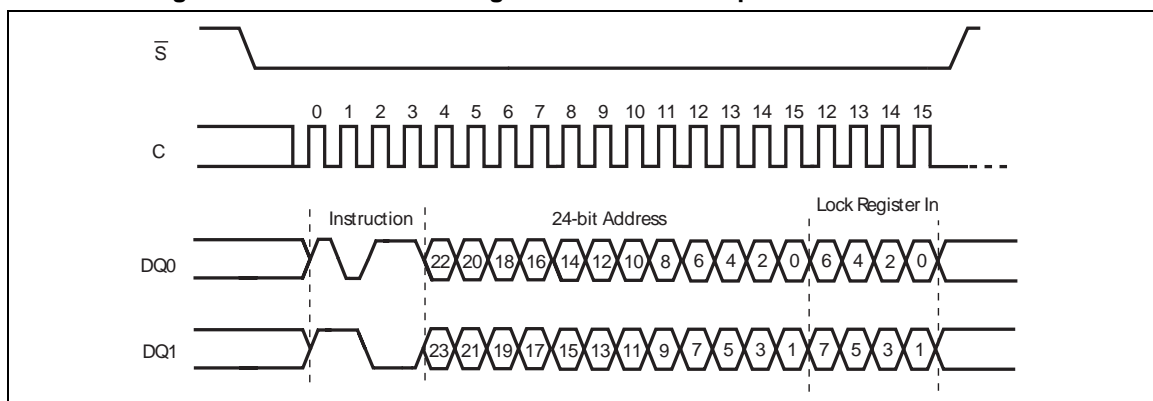 S
0 1 2 3 4 5 6 7 8 9 10 11 12 13 14 15 12 13 14 15
C
Instruction 24-bit Address Lock Register In
DQ0 22 20 18 16 14 12 10 8 6 4 2 0 6 4 2 0
DQ1 23 21 19 17 15 13 11 9 7 5 3 1 7 5 3 1